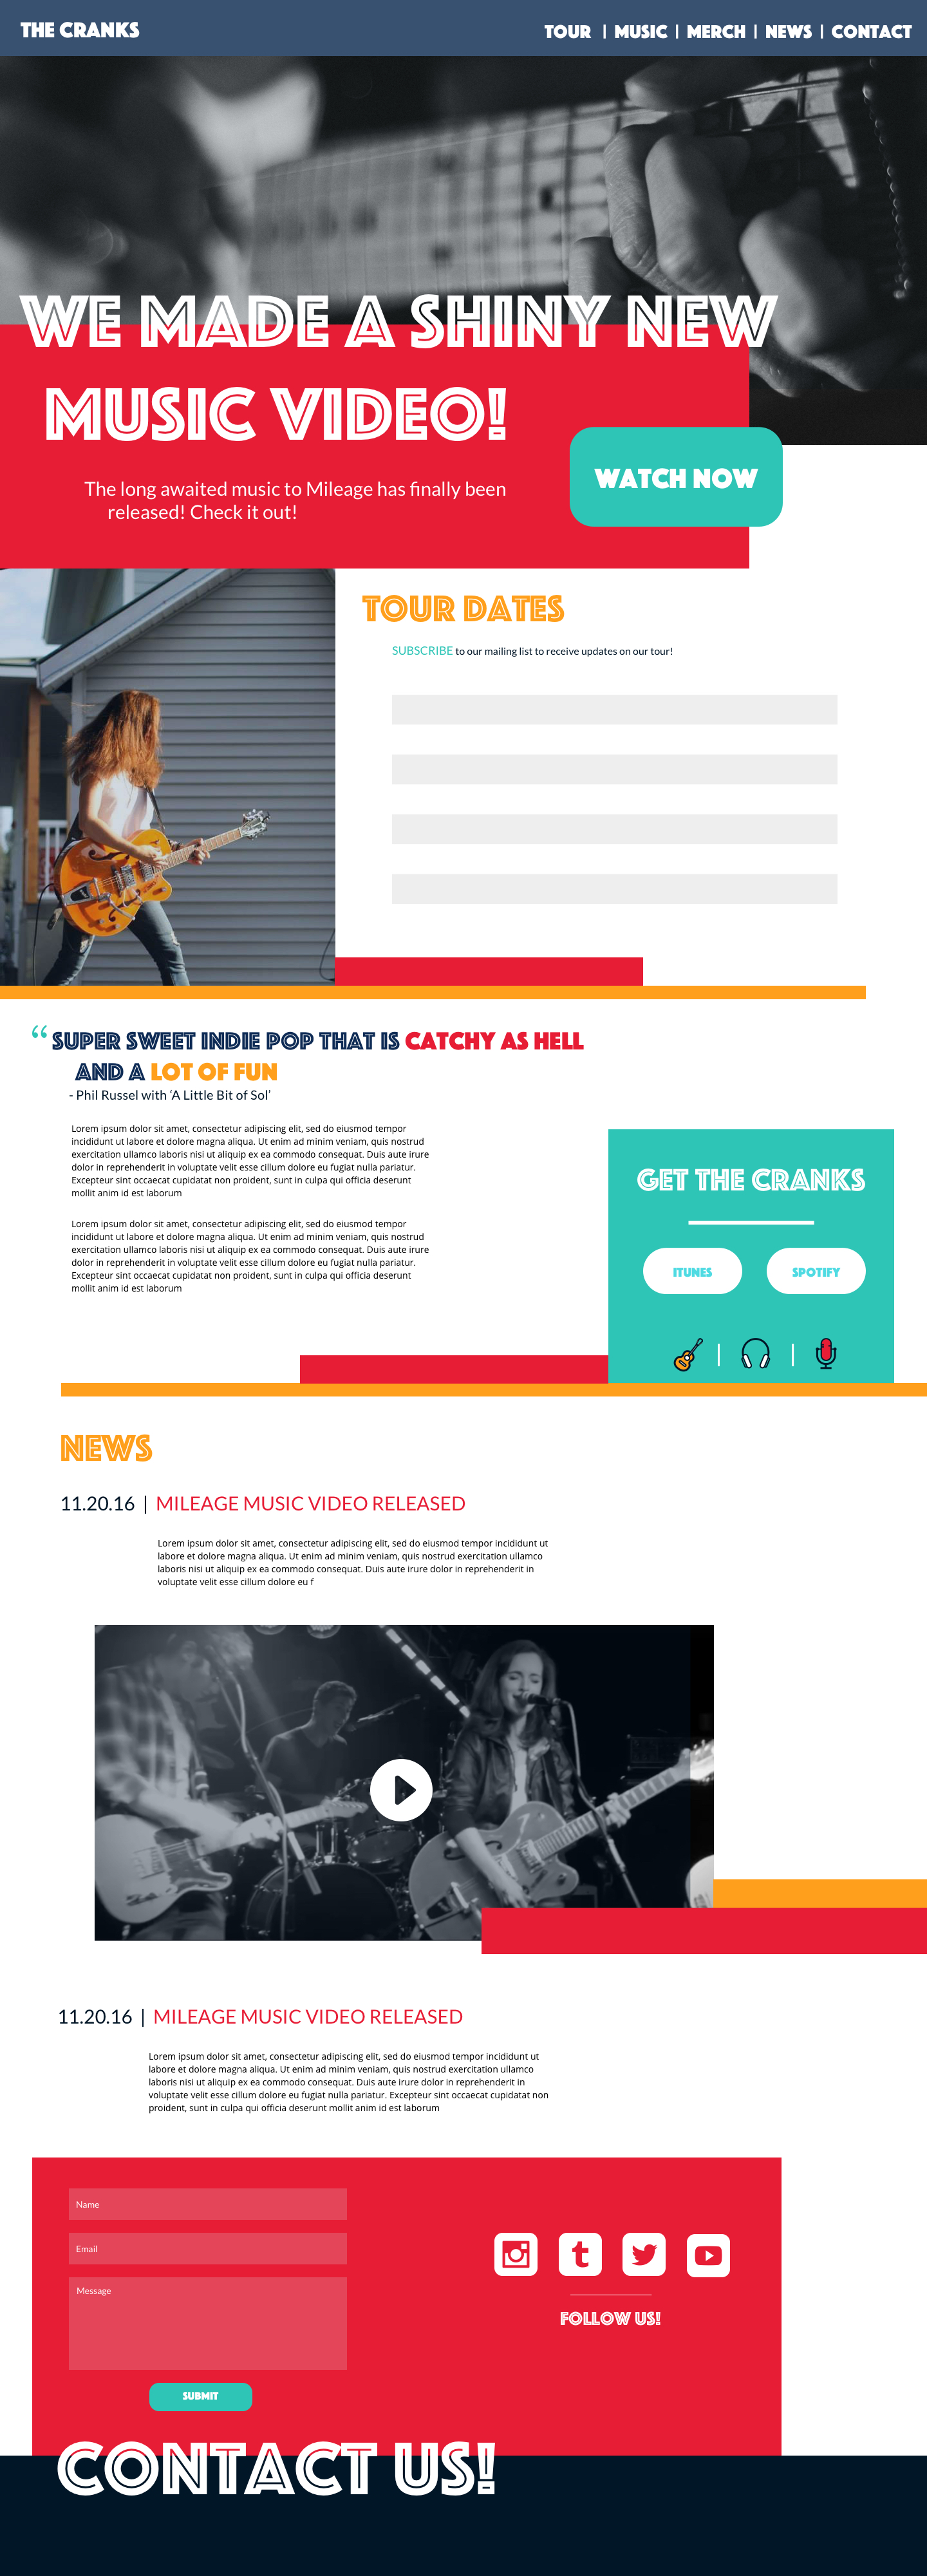 THE CRANKS
TOUR | MUSIC | MERCH | NEWS | CONTACT
WE MADE A SHINY NEW
MUSIC VIDEO!
The long awaited music to Mileage has finally been
released! Check it out!
WATCH NOW
TOUR DATES
SUBSCRIBE to our mailing list to receive updates on our tour!
“ SUPER SWEET INDIE POP THAT IS CATCHY AS HELL
AND A LOT OF FUN
- Phil Russel with ‘A Little Bit of Sol’
Lorem ipsum dolor sit amet, consectetur adipiscing elit, sed do eiusmod tempor
incididunt ut labore et dolore magna aliqua. Ut enim ad minim veniam, quis nostrud
exercitation ullamco laboris nisi ut aliquip ex ea commodo consequat. Duis aute irure
dolor in reprehenderit in voluptate velit esse cillum dolore eu fugiat nulla pariatur.
Excepteur sint occaecat cupidatat non proident, sunt in culpa qui officia deserunt
mollit anim id est laborum
Lorem ipsum dolor sit amet, consectetur adipiscing elit, sed do eiusmod tempor
incididunt ut labore et dolore magna aliqua. Ut enim ad minim veniam, quis nostrud
exercitation ullamco laboris nisi ut aliquip ex ea commodo consequat. Duis aute irure
dolor in reprehenderit in voluptate velit esse cillum dolore eu fugiat nulla pariatur.
Excepteur sint occaecat cupidatat non proident, sunt in culpa qui officia deserunt
mollit anim id est laborum
GET THE CRANKS
ITUNES
SPOTIFY
NEWS
11.20.16 | MILEAGE MUSIC VIDEO RELEASED
Lorem ipsum dolor sit amet, consectetur adipiscing elit, sed do eiusmod tempor incididunt ut
labore et dolore magna aliqua. Ut enim ad minim veniam, quis nostrud exercitation ullamco
laboris nisi ut aliquip ex ea commodo consequat. Duis aute irure dolor in reprehenderit in
voluptate velit esse cillum dolore eu f
11.20.16 | MILEAGE MUSIC VIDEO RELEASED
Lorem ipsum dolor sit amet, consectetur adipiscing elit, sed do eiusmod tempor incididunt ut
labore et dolore magna aliqua. Ut enim ad minim veniam, quis nostrud exercitation ullamco
laboris nisi ut aliquip ex ea commodo consequat. Duis aute irure dolor in reprehenderit in
voluptate velit esse cillum dolore eu fugiat nulla pariatur. Excepteur sint occaecat cupidatat non
proident, sunt in culpa qui officia deserunt mollit anim id est laborum
Name
Email
Message
SUBMIT
FOLLOW US!
CONTACT US!